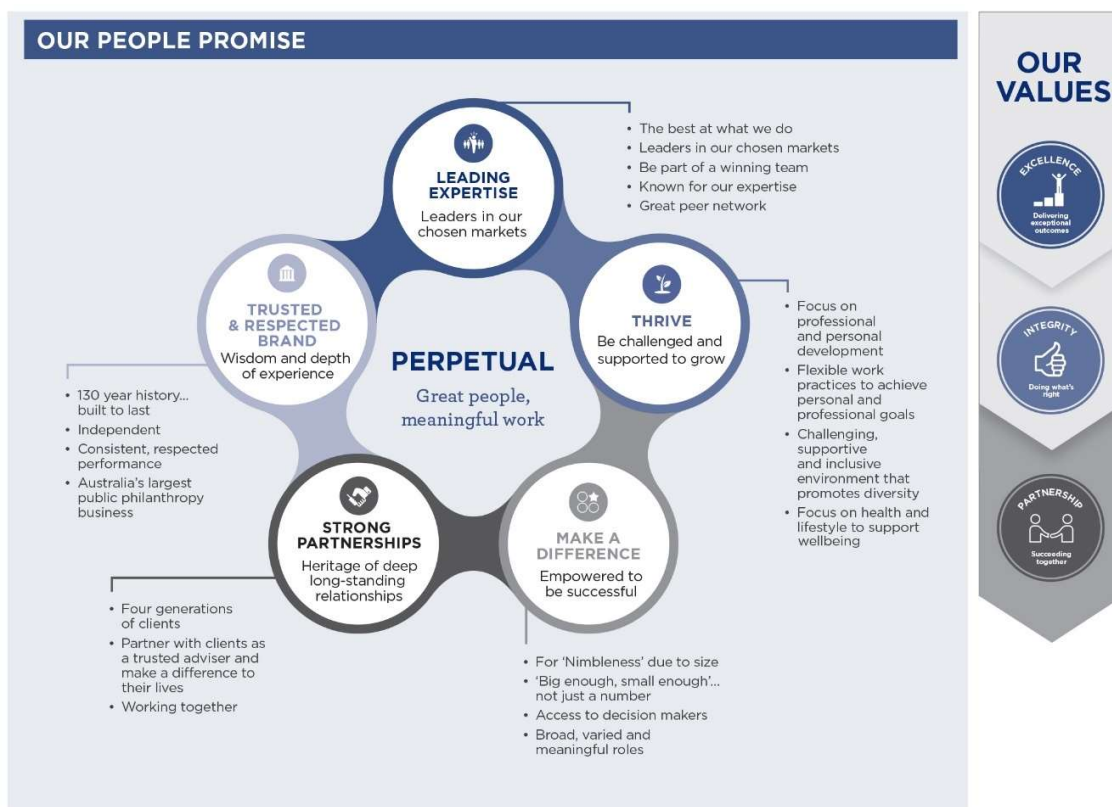 OUR PEOPLE PROMISE
LEADING
EXPERTISE
Leaders in our
chosen markets
• The best at what we do
• Leaders in our chosen markets
• Be part of a winning team
• Known for our expertise
• Great peer network
THRIVE
Be challenged and
supported to grow
• Focus on
professional
and personal
development
• Flexible work
practices to achieve
personal and
professional goals
• Challenging,
supportive
and inclusive
environment that
promotes diversity
• Focus on health and
lifestyle to support
wellbeing
TRUSTED
& RESPECTED
BRAND
Wisdom and depth
of experience
• 130 year history...
built to last
• Independent
• Consistent, respected
performance
• Australia's largest
public philanthropy
business
PERPETUAL
Great people,
meaningful work
STRONG
PARTNERSHIPS
Heritage of deep
long-standing
relationships
• Four generations
of clients
• Partner with clients as
a trusted adviser and
make a difference to
their lives
• Working together
MAKE A
DIFFERENCE
Empowered to
be successful
• For ‘Nimbleness’ due to size
• ‘Big enough, small enough’...
not just a number
• Access to decision makers
• Broad, varied and
meaningful roles
OUR
VALUES
EXCELLENCE
Delivering
exceptional
outcomes
INTEGRITY
Doing what's
right
PARTNERSHIP
Succeeding
together